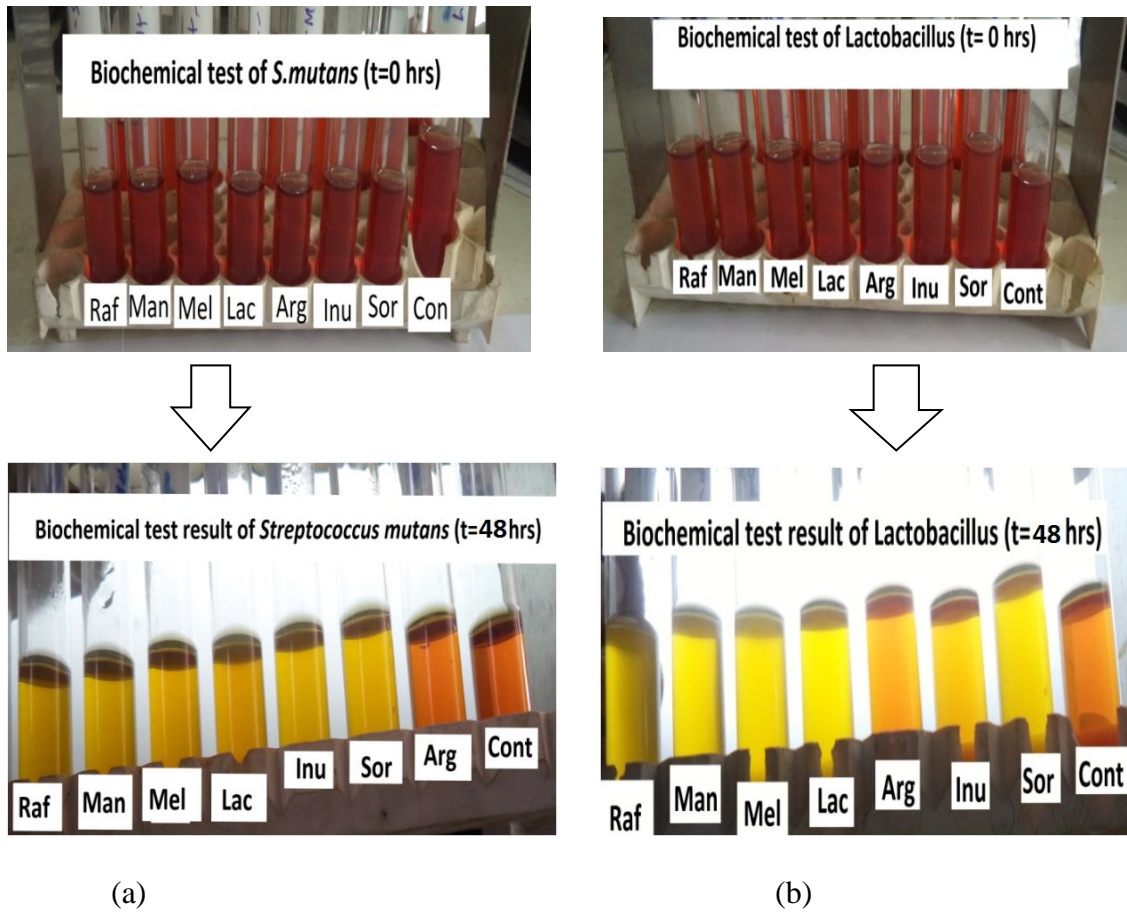 Biochemical test of S.mutans (t=0 hrs)
Raf Man Mel Lac Arg Inu Sor Con
Biochemical test of Lactobacillus (t= 0 hrs)
Raf Man Mel Lac Arg Inu Sor Cont
Biochemical test result of Streptococcus mutans (t=48hrs)
Raf Man Mel Lac Inu Sor Arg Cont
Biochemical test result of Lactobacillus (t=48 hrs)
Raf Man Mel Lac Arg Inu Sor Cont
(a)
(b)